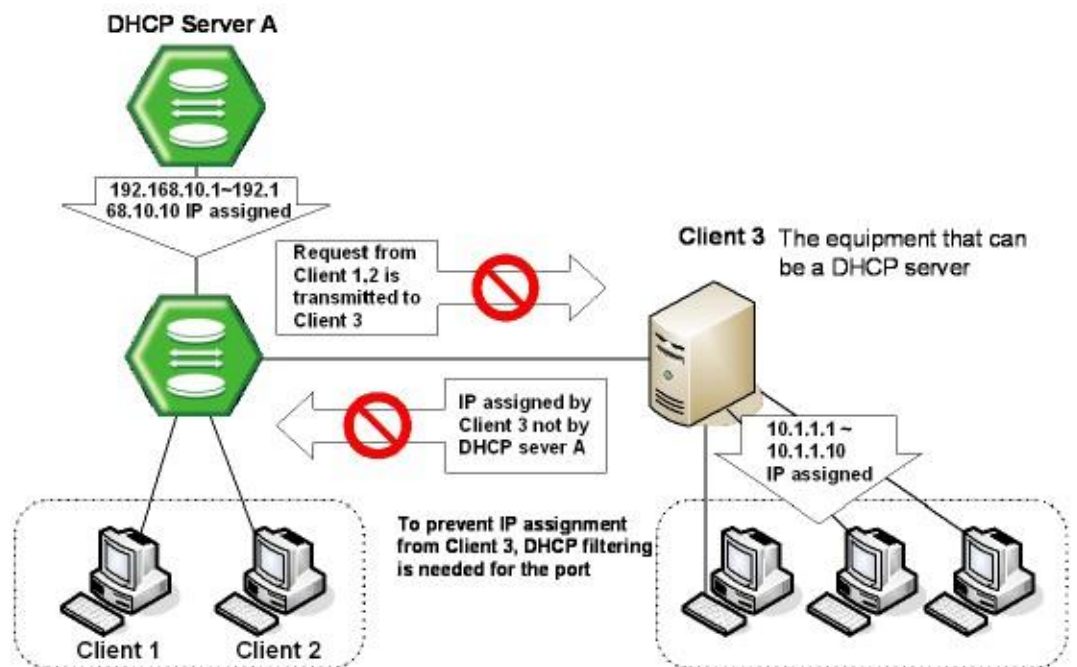 DHCP Server A
192.168.10.1~192.1
68.10.10 IP assigned
Request from
Client 1,2 is
transmitted to
Client 3
Client 3 The equipment that can
be a DHCP server
IP assigned by
Client 3 not by
DHCP sever A
10.1.1.1 ~
10.1.1.10
IP assigned
To prevent IP assignment
from Client 3, DHCP filtering
is needed for the port
Client 1
Client 2